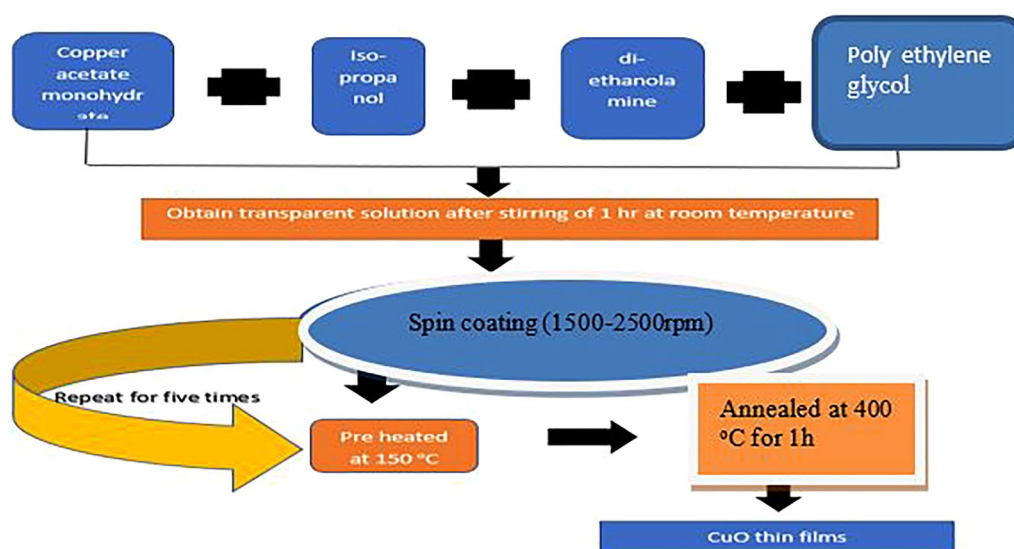 Copper
acetate
monohydr
ate
Iso-
propa
nol
di-
ethanola
mine
Poly ethylene
glycol
Obtain transparent solution after stirring of 1 hr at room temperature
Spin coating (1500-2500rpm)
Repeat for five times
Pre heated
at 150 °C
Annealed at 400
°C for 1h
CuO thin films